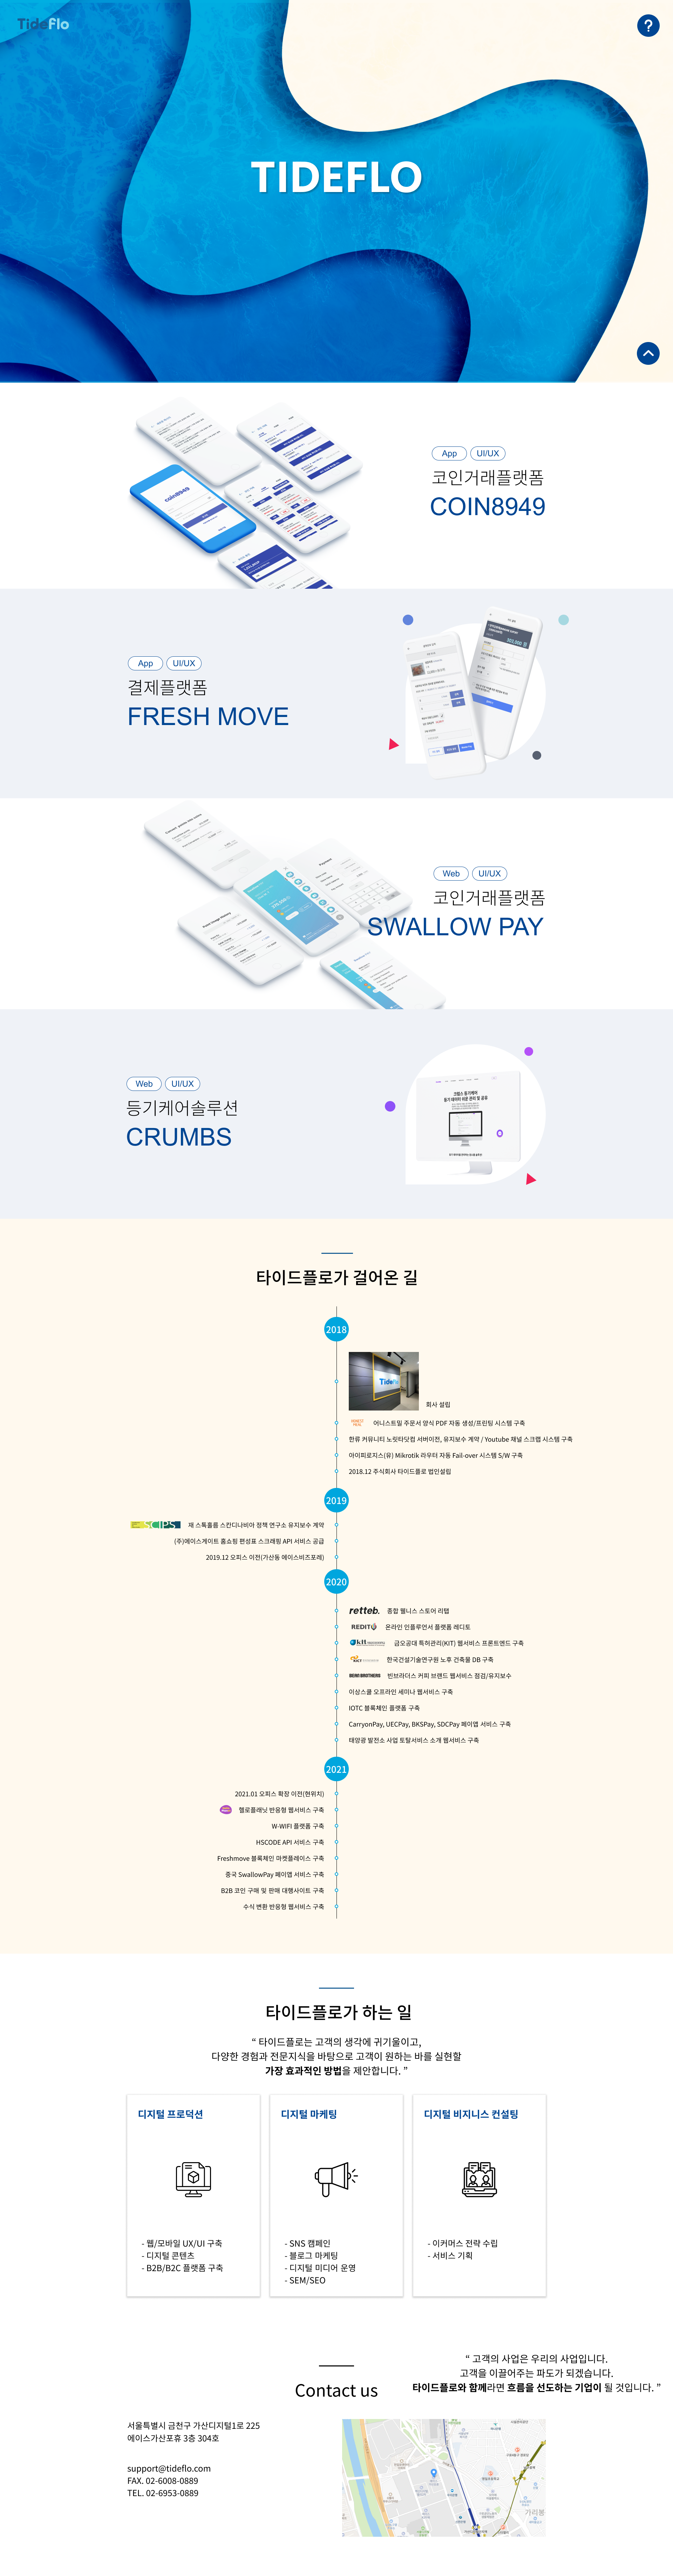 TideFlo
?
TIDEFLO
coin8949
App
UI/UX
코인거래플랫폼
COIN8949
App
UI/UX
결제플랫폼
FRESH MOVE
Payment
Web
UI/UX
코인거래플랫폼
SWALLOW PAY
Web
UI/UX
등기케어솔루션
CRUMBS
크럼스 등기케어
등기 데이터 쉬운 관리 및 공유
타이드플로가 걸어온 길
2018
Tideflo
회사 설립
어니스트밀 주문서 양식 PDF 자동 생성/프린팅 시스템 구축
한류 커뮤니티 노릿타닷컴 서버이전, 유지보수 계약 / Youtube 채널 스크랩 시스템 구축
아이피로지스(유) Mikrotik 라우터 자동 Fail-over 시스템 S/W 구축
2018.12 주식회사 타이드플로 법인설립
2019
SCIPS
재 스톡홀름 스칸디나비아 정책 연구소 유지보수 계약
(주)에이스게이트 홈쇼핑 편성표 스크래핑 API 서비스 공급
2019.12 오피스 이전(가산동 에이스비즈포레)
2020
retteb.
종합 웰니스 스토어 리텝
REDIT
온라인 인플루언서 플랫폼 레디토
kit
금오공대 특허관리(KIT) 웹서비스 프론트엔드 구축
KICT
한국건설기술연구원 노후 건축물 DB 구축
BEAN BROTHERS
빈브라더스 커피 브랜드 웹서비스 점검/유지보수
이상스쿨 오프라인 세미나 웹서비스 구축
IOTC 블록체인 플랫폼 구축
CarryonPay, UECPay, BKSPay, SDCPay 페이앱 서비스 구축
태양광 발전소 사업 토탈서비스 소개 웹서비스 구축
2021
2021.01 오피스 확장 이전(현위치)
헬로플래닛 반응형 웹서비스 구축
W-WIFI 플랫폼 구축
HSCODE API 서비스 구축
Freshmove 블록체인 마켓플레이스 구축
중국 SwallowPay 페이앱 서비스 구축
B2B 코인 구매 및 판매 대행사이트 구축
수식 변환 반응형 웹서비스 구축
타이드플로가 하는 일
“ 타이드플로는 고객의 생각에 귀기울이고,
다양한 경험과 전문지식을 바탕으로 고객이 원하는 바를 실현할
가장 효과적인 방법을 제안합니다. ”
디지털 프로덕션
- 웹/모바일 UX/UI 구축
- 디지털 콘텐츠
- B2B/B2C 플랫폼 구축
디지털 마케팅
- SNS 캠페인
- 블로그 마케팅
- 디지털 미디어 운영
- SEM/SEO
디지털 비지니스 컨설팅
- 이커머스 전략 수립
- 서비스 기획
“ 고객의 사업은 우리의 사업입니다.
고객을 이끌어주는 파도가 되겠습니다.
타이드플로와 함께라면 흐름을 선도하는 기업이 될 것입니다. ”
Contact us
서울특별시 금천구 가산디지털1로 225
에이스가산포휴 3층 304호
support@tideflo.com
FAX. 02-6008-0889
TEL. 02-6953-0889
가리봉